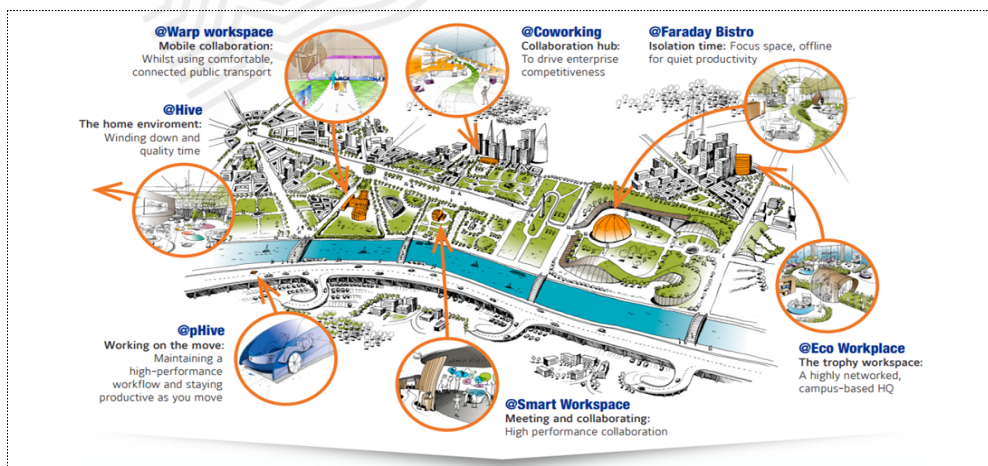 @Warp workspace
Mobile collaboration:
Whilst using comfortable,
connected public transport
@Coworking
Collaboration hub:
To drive enterprise
competitiveness
@Faraday Bistro
Isolation time: Focus space, offline
for quiet productivity
@Hive
The home enviroment:
Winding down and
quality time
@pHive
Working on the move:
Maintaining a
high-performance
workflow and staying
productive as you move
@Smart Workspace
Meeting and collaborating:
High performance collaboration
@Eco Workplace
The trophy workspace:
A highly networked,
campus-based HQ